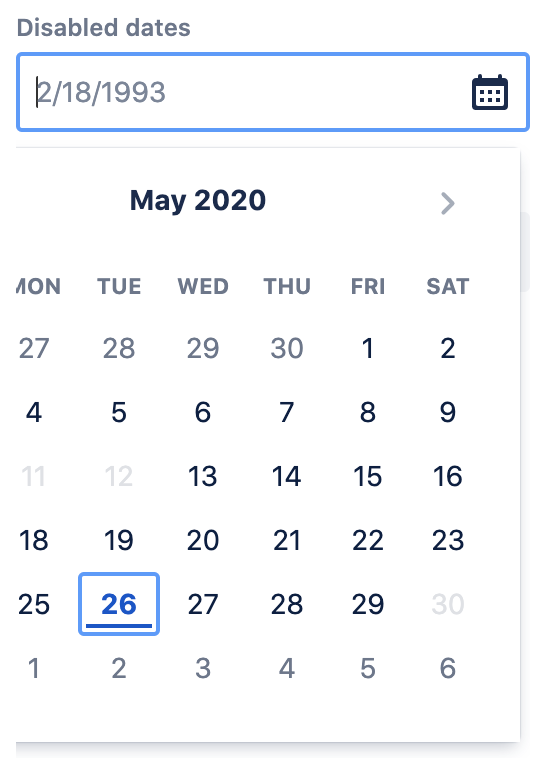 Disabled dates
2/18/1993
May 2020
MON TUE WED THU FRI SAT
27 28 29 30 1 2
4 5 6 7 8 9
11 12 13 14 15 16
18 19 20 21 22 23
25 26 27 28 29 30
1 2 3 4 5 6